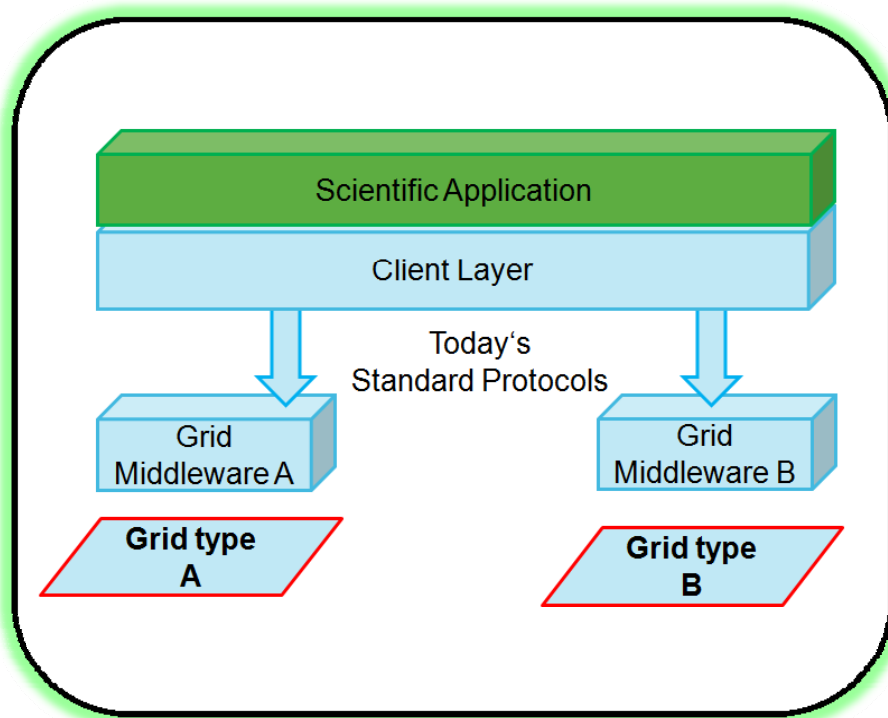 Scientific Application
Client Layer
Today‘s
Standard Protocols
Grid
Middleware A
Grid
Middleware B
Grid type
A
Grid type
B